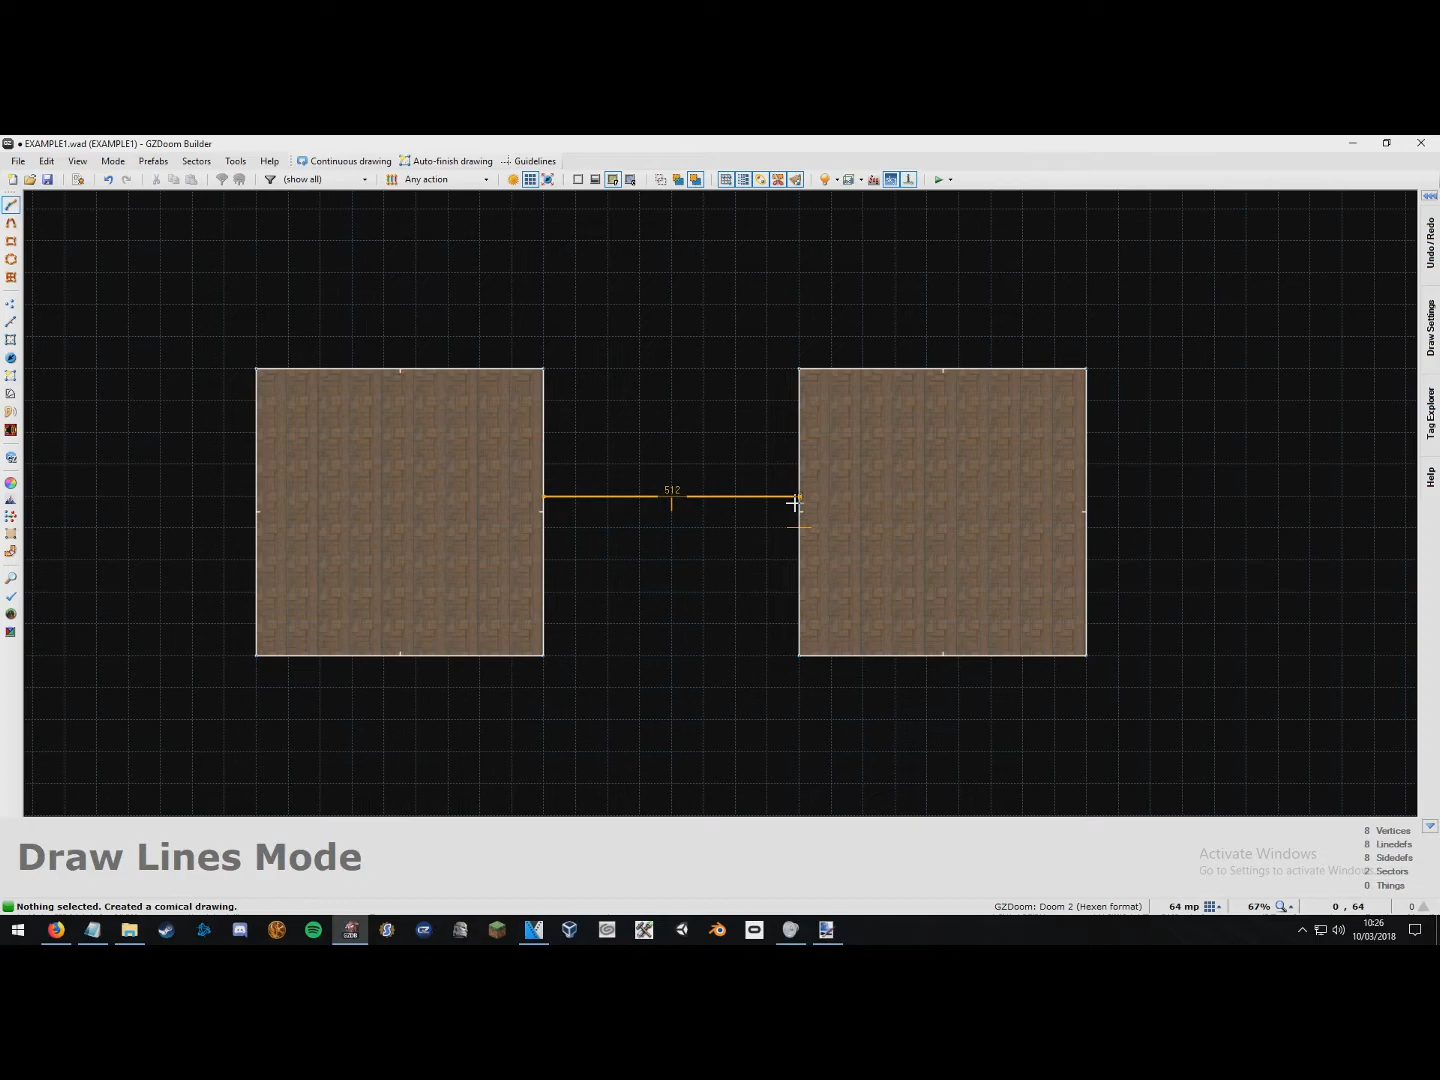 EXAMPLE1.wad (EXAMPLE1) - GZDoom Builder
File Edit View Mode Prefabs Sectors Tools Help Continuous drawing Auto-finish drawing Guidelines
(show all) Any action
Undo / Redo
Draw Settings
Tag Explorer
Help
512
Draw Lines Mode
8 Vertices
8 Linedefs
8 Sidedefs
2 Sectors
0 Things
Activate Windows
Go to Settings to activate Windows.
Nothing selected. Created a comical drawing.
GZDoom: Doom 2 (Hexen format) 64 mp 67% 0 , 64 0
10:26
10/03/2018